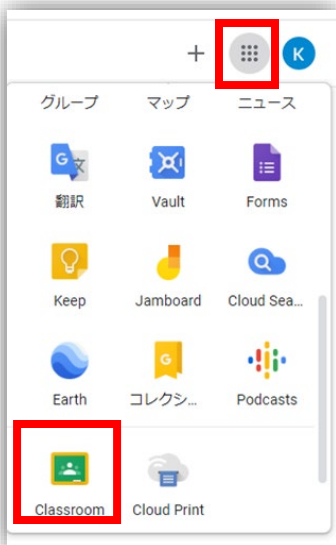 + K
グループ マップ ニュース
G 文
翻訳 Vault Forms
Keep Jamboard Cloud Sea...
G
Earth コレクシ... Podcasts
Classroom Cloud Print